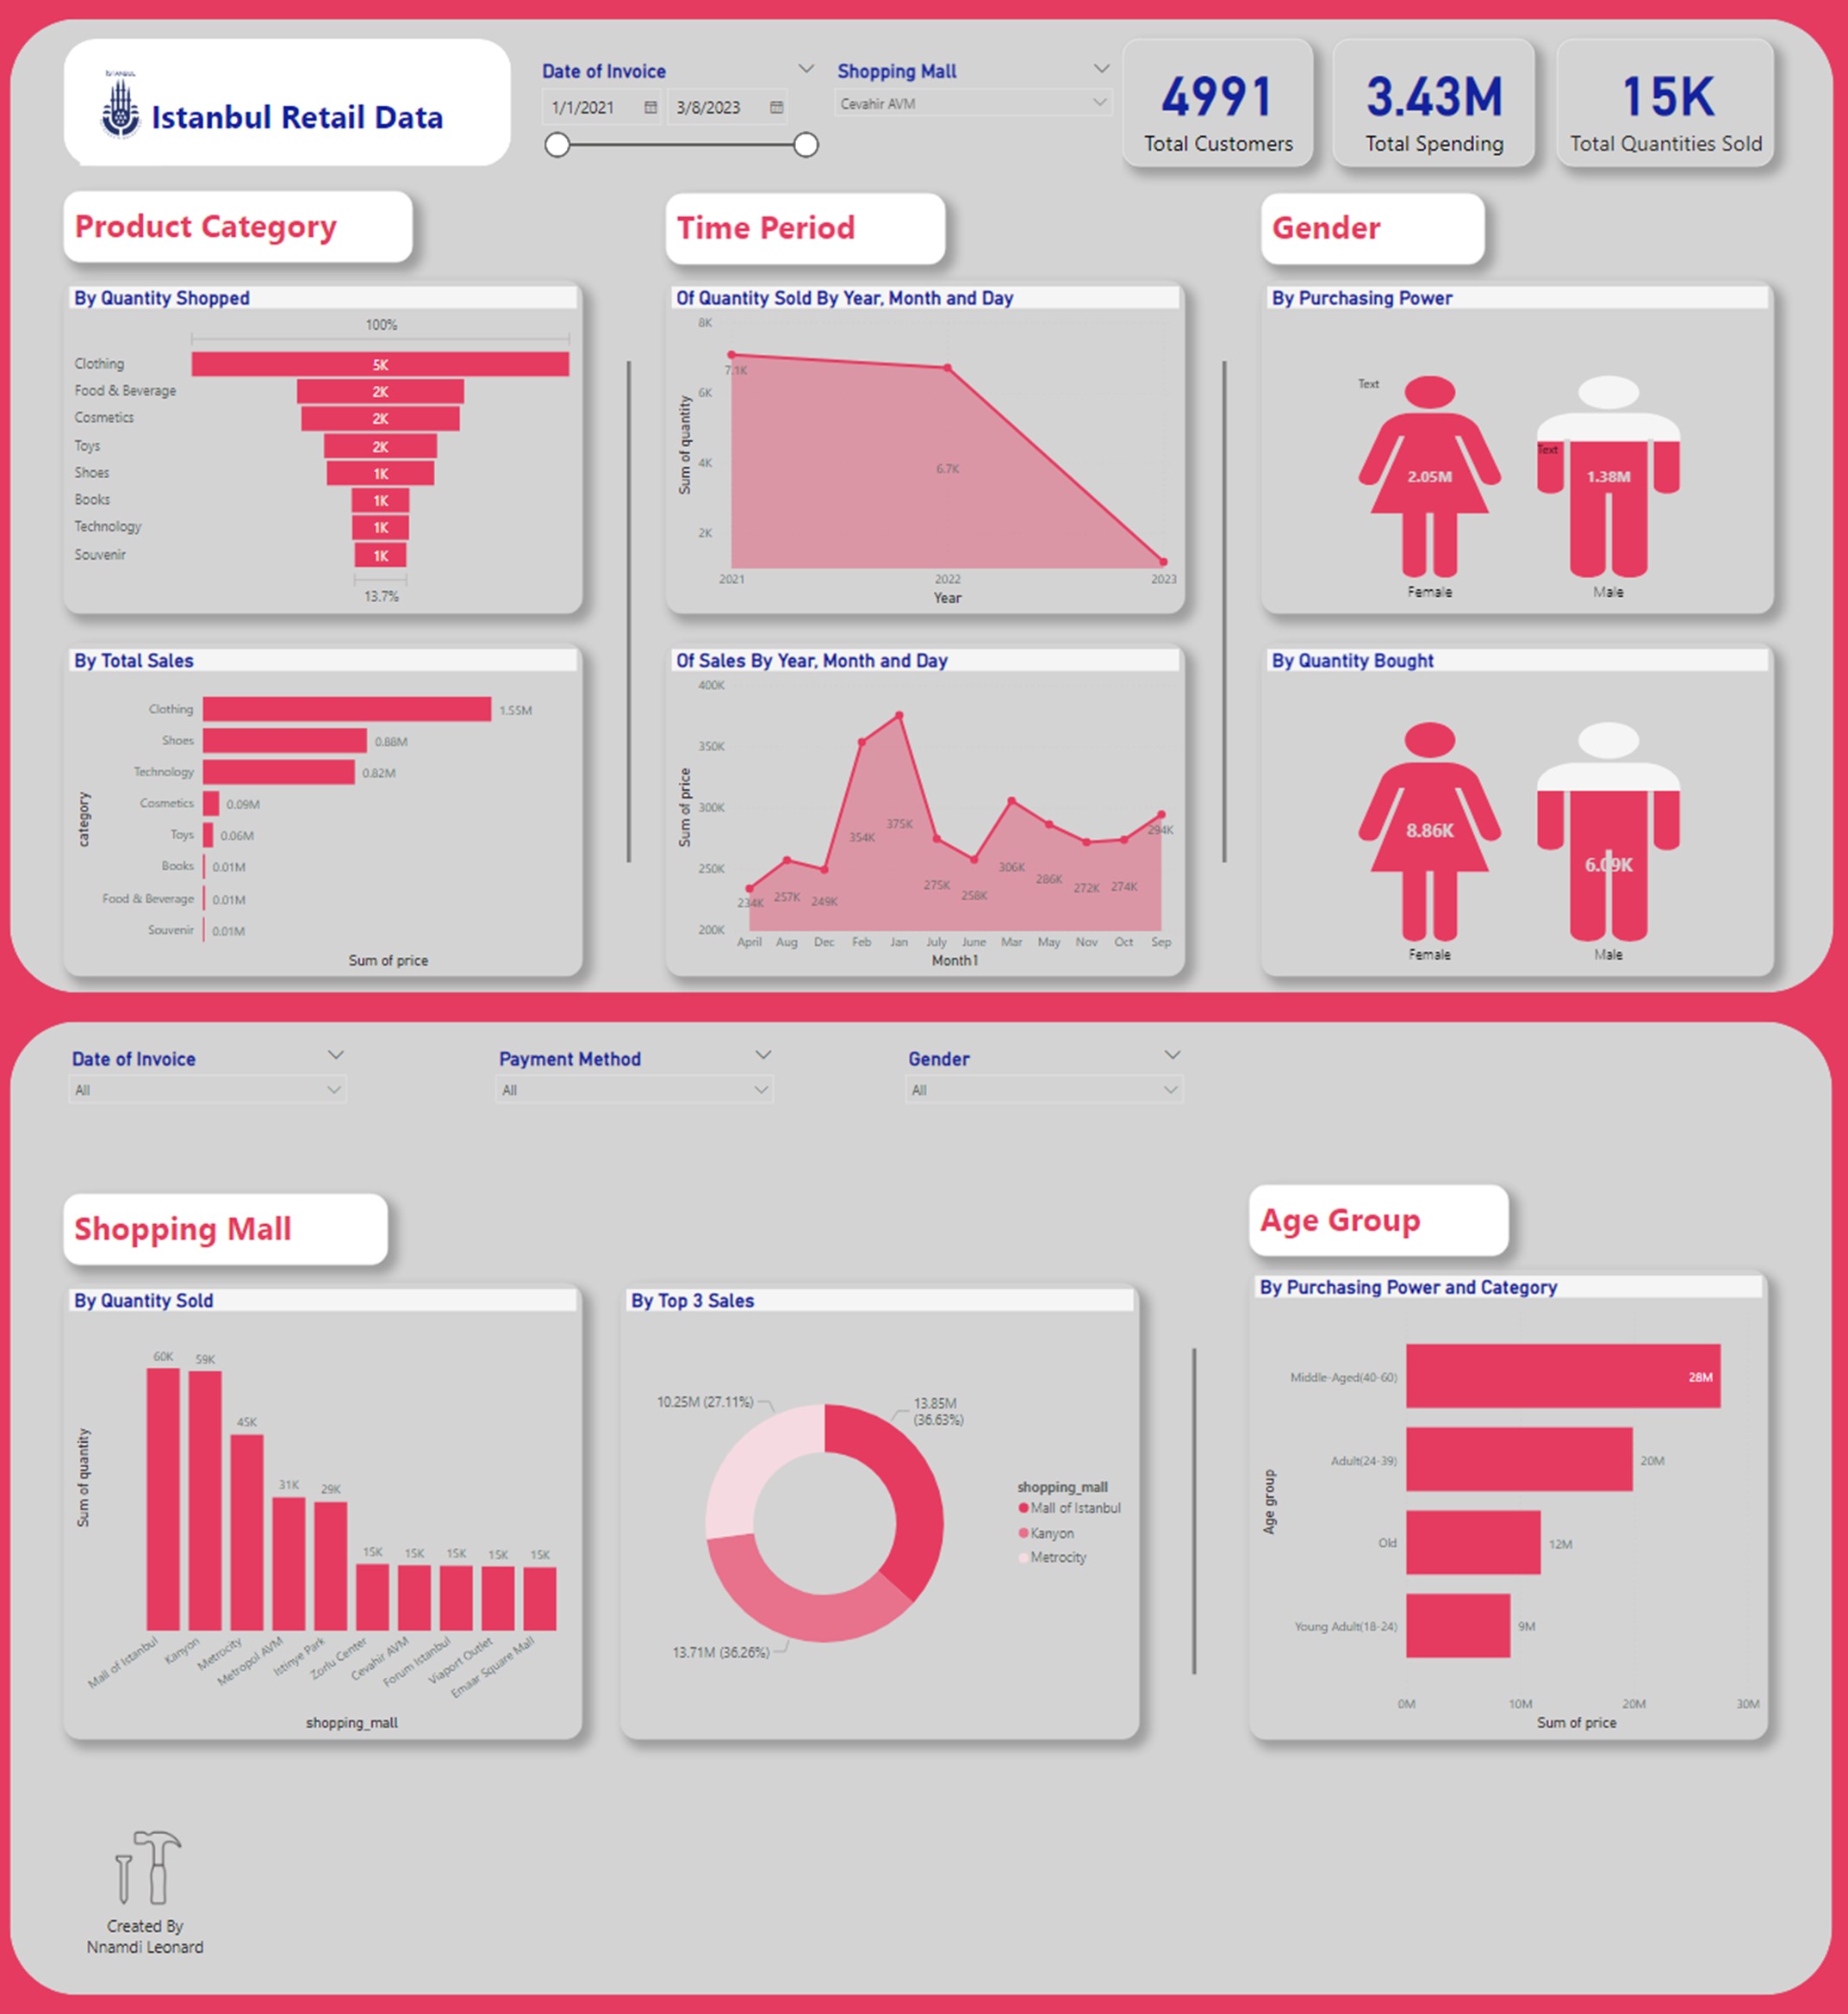 İSTANBUL
Istanbul Retail Data
Date of Invoice
1/1/2021
3/8/2023
Shopping Mall
Cevahir AVM
4991
Total Customers
3.43M
Total Spending
15K
Total Quantities Sold
Product Category
Time Period
Gender
By Quantity Shopped
100%
Clothing 5K
Food & Beverage 2K
Cosmetics 2K
Toys 2K
Shoes 1K
Books 1K
Technology 1K
Souvenir 1K
13.7%
Of Quantity Sold By Year, Month and Day
Sum of quantity
8K
6K
4K
2K
7.1K
6.7K
2021 2022 2023
Year
By Purchasing Power
Text
Text
2.05M
1.38M
Female
Male
By Total Sales
category
Clothing 1.55M
Shoes 0.88M
Technology 0.82M
Cosmetics 0.09M
Toys 0.06M
Books 0.01M
Food & Beverage 0.01M
Souvenir 0.01M
Sum of price
Of Sales By Year, Month and Day
Sum of price
400K
350K
300K
250K
200K
234K 257K 249K 354K 375K 275K 258K 306K 286K 272K 274K 294K
April Aug Dec Feb Jan July June Mar May Nov Oct Sep
Month1
By Quantity Bought
8.86K
6.09K
Female
Male
Date of Invoice
All
Payment Method
All
Gender
All
Shopping Mall
Age Group
By Quantity Sold
Sum of quantity
60K 59K 45K 31K 29K 15K 15K 15K 15K 15K
Mall of Istanbul
Kanyon
Metrocity
Metropol AVM
Istinye Park
Zorlu Center
Cevahir AVM
Forum Istanbul
Viaport Outlet
Emaar Square Mall
shopping_mall
By Top 3 Sales
10.25M (27.11%)
13.85M
(36.63%)
13.71M (36.26%)
shopping_mall
Mall of Istanbul
Kanyon
Metrocity
By Purchasing Power and Category
Age group
Middle-Aged(40-60) 28M
Adult(24-39) 20M
Old 12M
Young Adult(18-24) 9M
0M 10M 20M 30M
Sum of price
Created By
Nnamdi Leonard